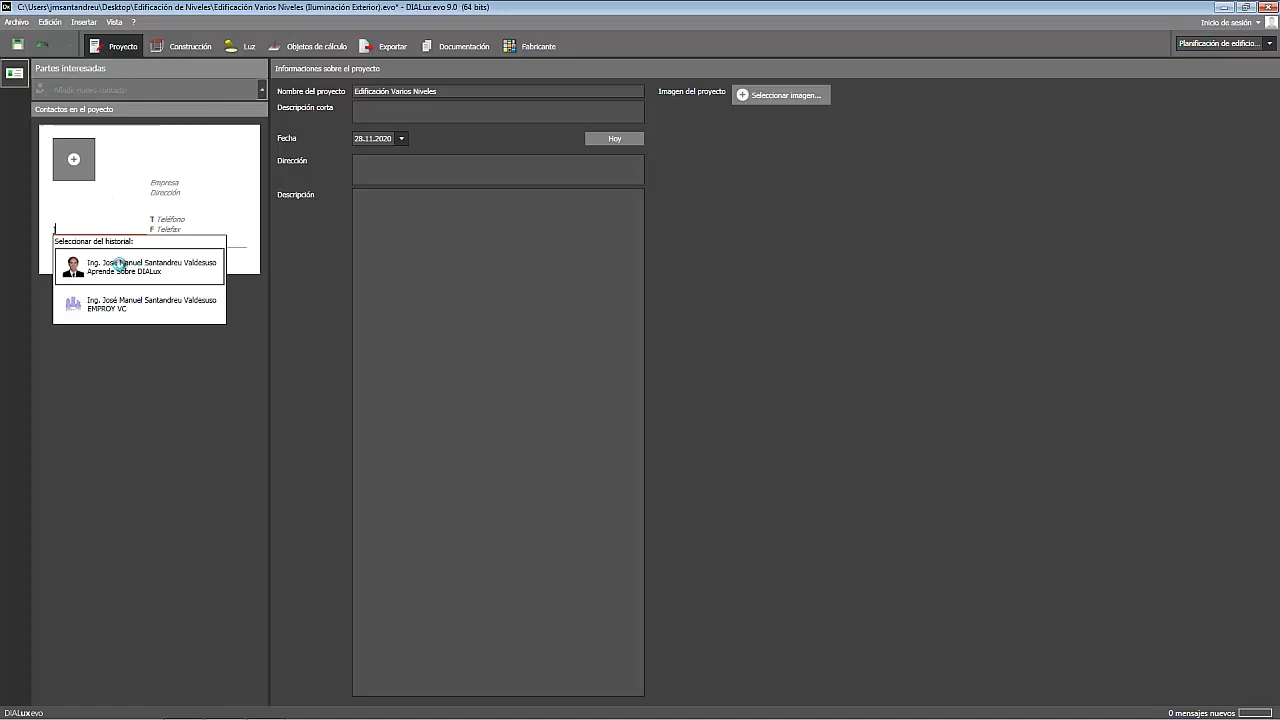 C:\Users\jmsantandreu\Desktop\Edificación de Niveles\Edificación Varios Niveles (Iluminación Exterior).evo* - DIALux evo 9.0 (64 bits)
Archivo Edición Insertar Vista ?
Inicio de sesión
Proyecto Construcción Luz Objetos de cálculo Exportar Documentación Fabricante
Planificación de edificio...
Partes interesadas
Informaciones sobre el proyecto
Añadir nuevo contacto
Contactos en el poyecto
Nombre del proyecto Edificación Varios Niveles
Imagen del proyecto Seleccionar imagen...
Descripción corta
Fecha 28.11.2020 Hoy
Dirección
Descripción
Empresa
Dirección
T Teléfono
F Telefax
Seleccionar del historial:
Ing. José Manuel Santandreu Valdesuso
Aprende Sobre DIALux
Ing. José Manuel Santandreu Valdesuso
EMPROY VC
DIALux evo
0 mensajes nuevos